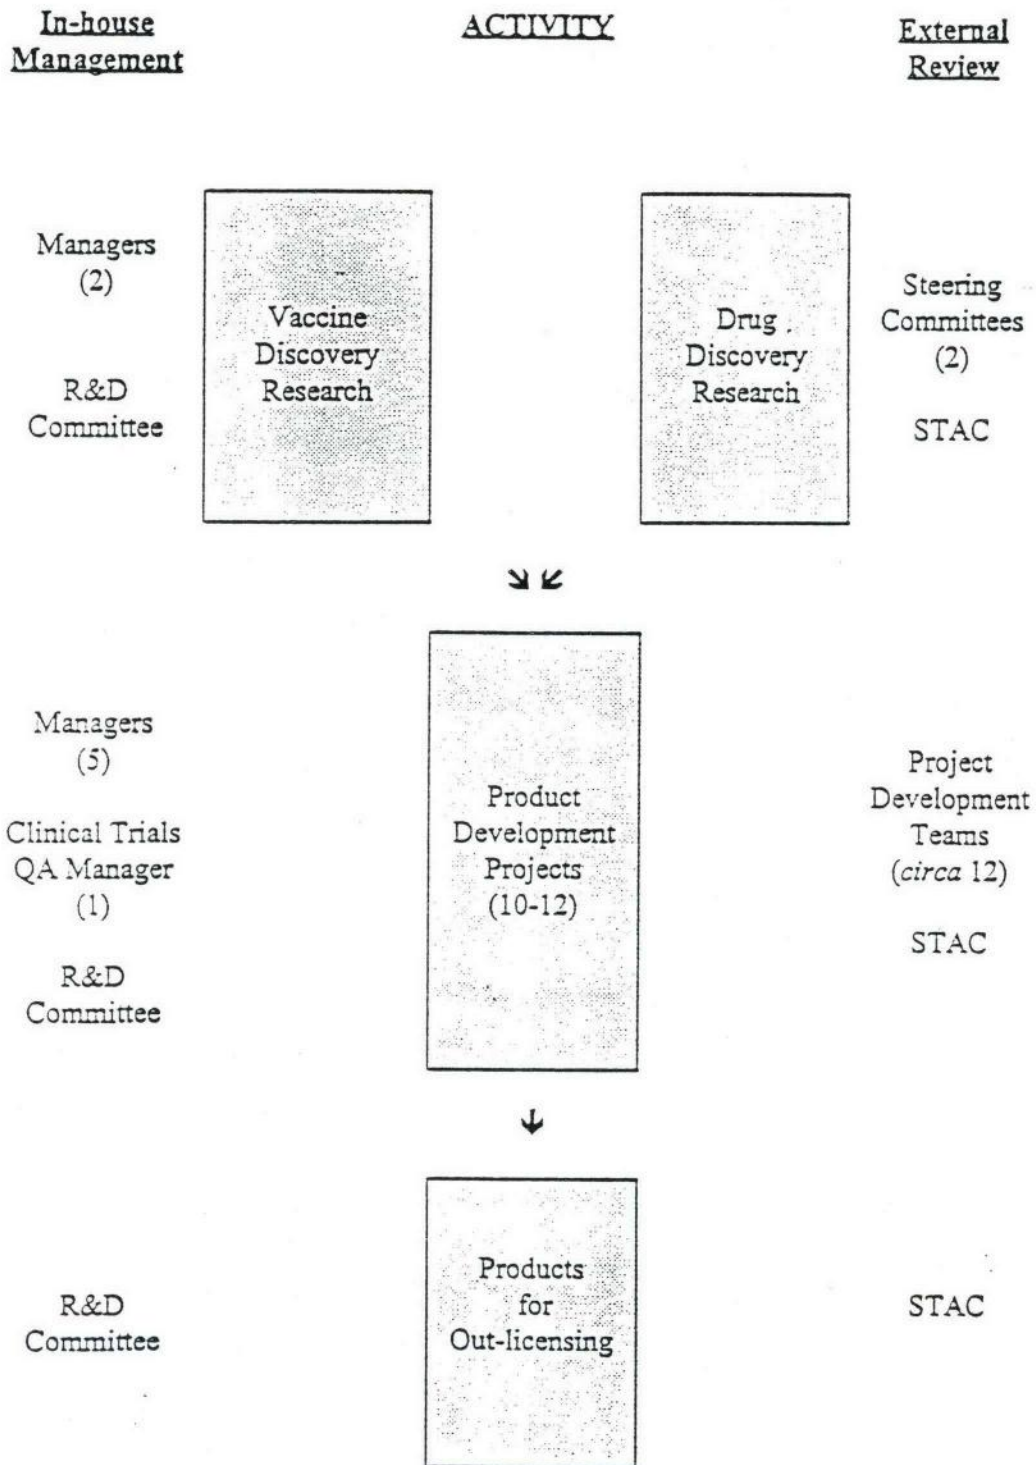 In-house
Management
ACTIVITY
External
Review
Managers
(2)
R&D
Committee
Vaccine
Discovery
Research
Drug
Discovery
Research
Steering
Committees
(2)
STAC
Managers
(5)
Clinical Trials
QA Manager
(1)
R&D
Committee
Product
Development
Projects
(10-12)
Project
Development
Teams
(circa 12)
STAC
R&D
Committee
Products
for
Out-licensing
STAC